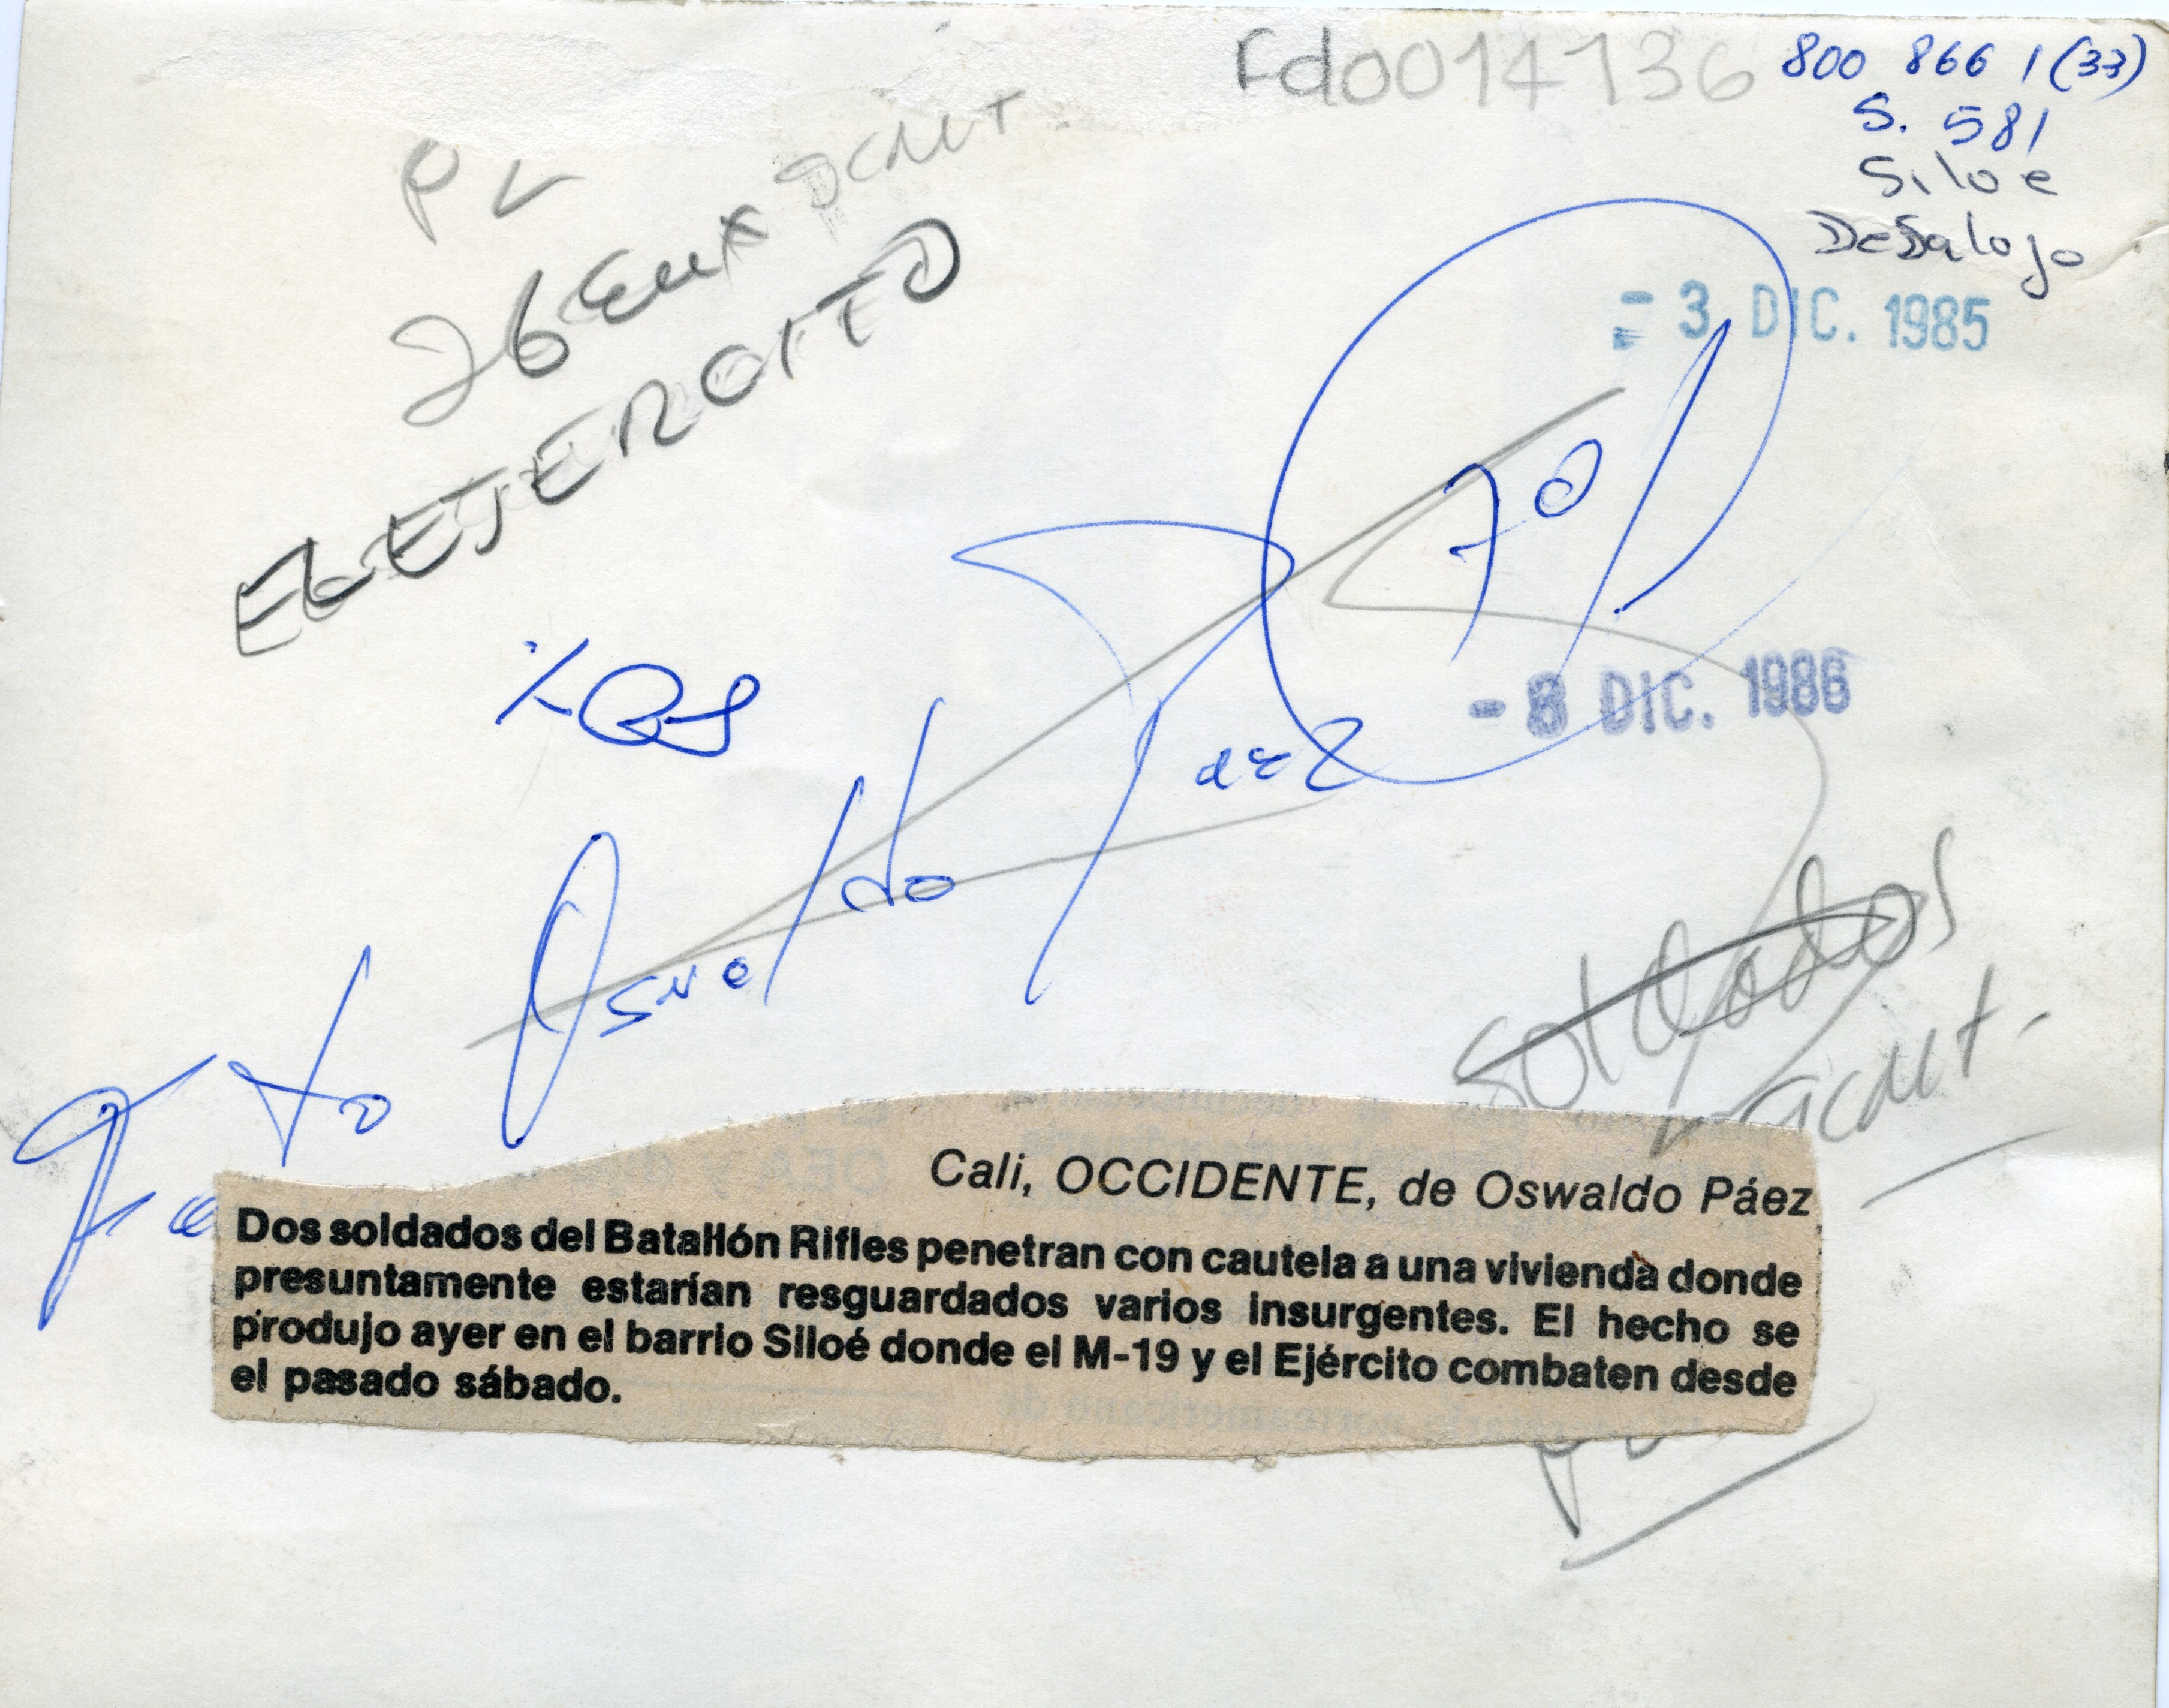 Fd0014136
800 866 1 (33)
S. 581
Siloe
Desalojo
- 3 DIC. 1985
PV
EL EJERCITO
70
DIC. 1986
Foto Oswaldo Paez
Soldados
Cali, OCCIDENTE, de Oswaldo Páez
Dos soldados del Batallón Rifles penetran con cautela a una vivienda donde
presuntamente estarían resguardados varios insurgentes. El hecho se
produjo ayer en el barrio Siloé donde el M-19 y el Ejército combaten desde
el pasado sábado.